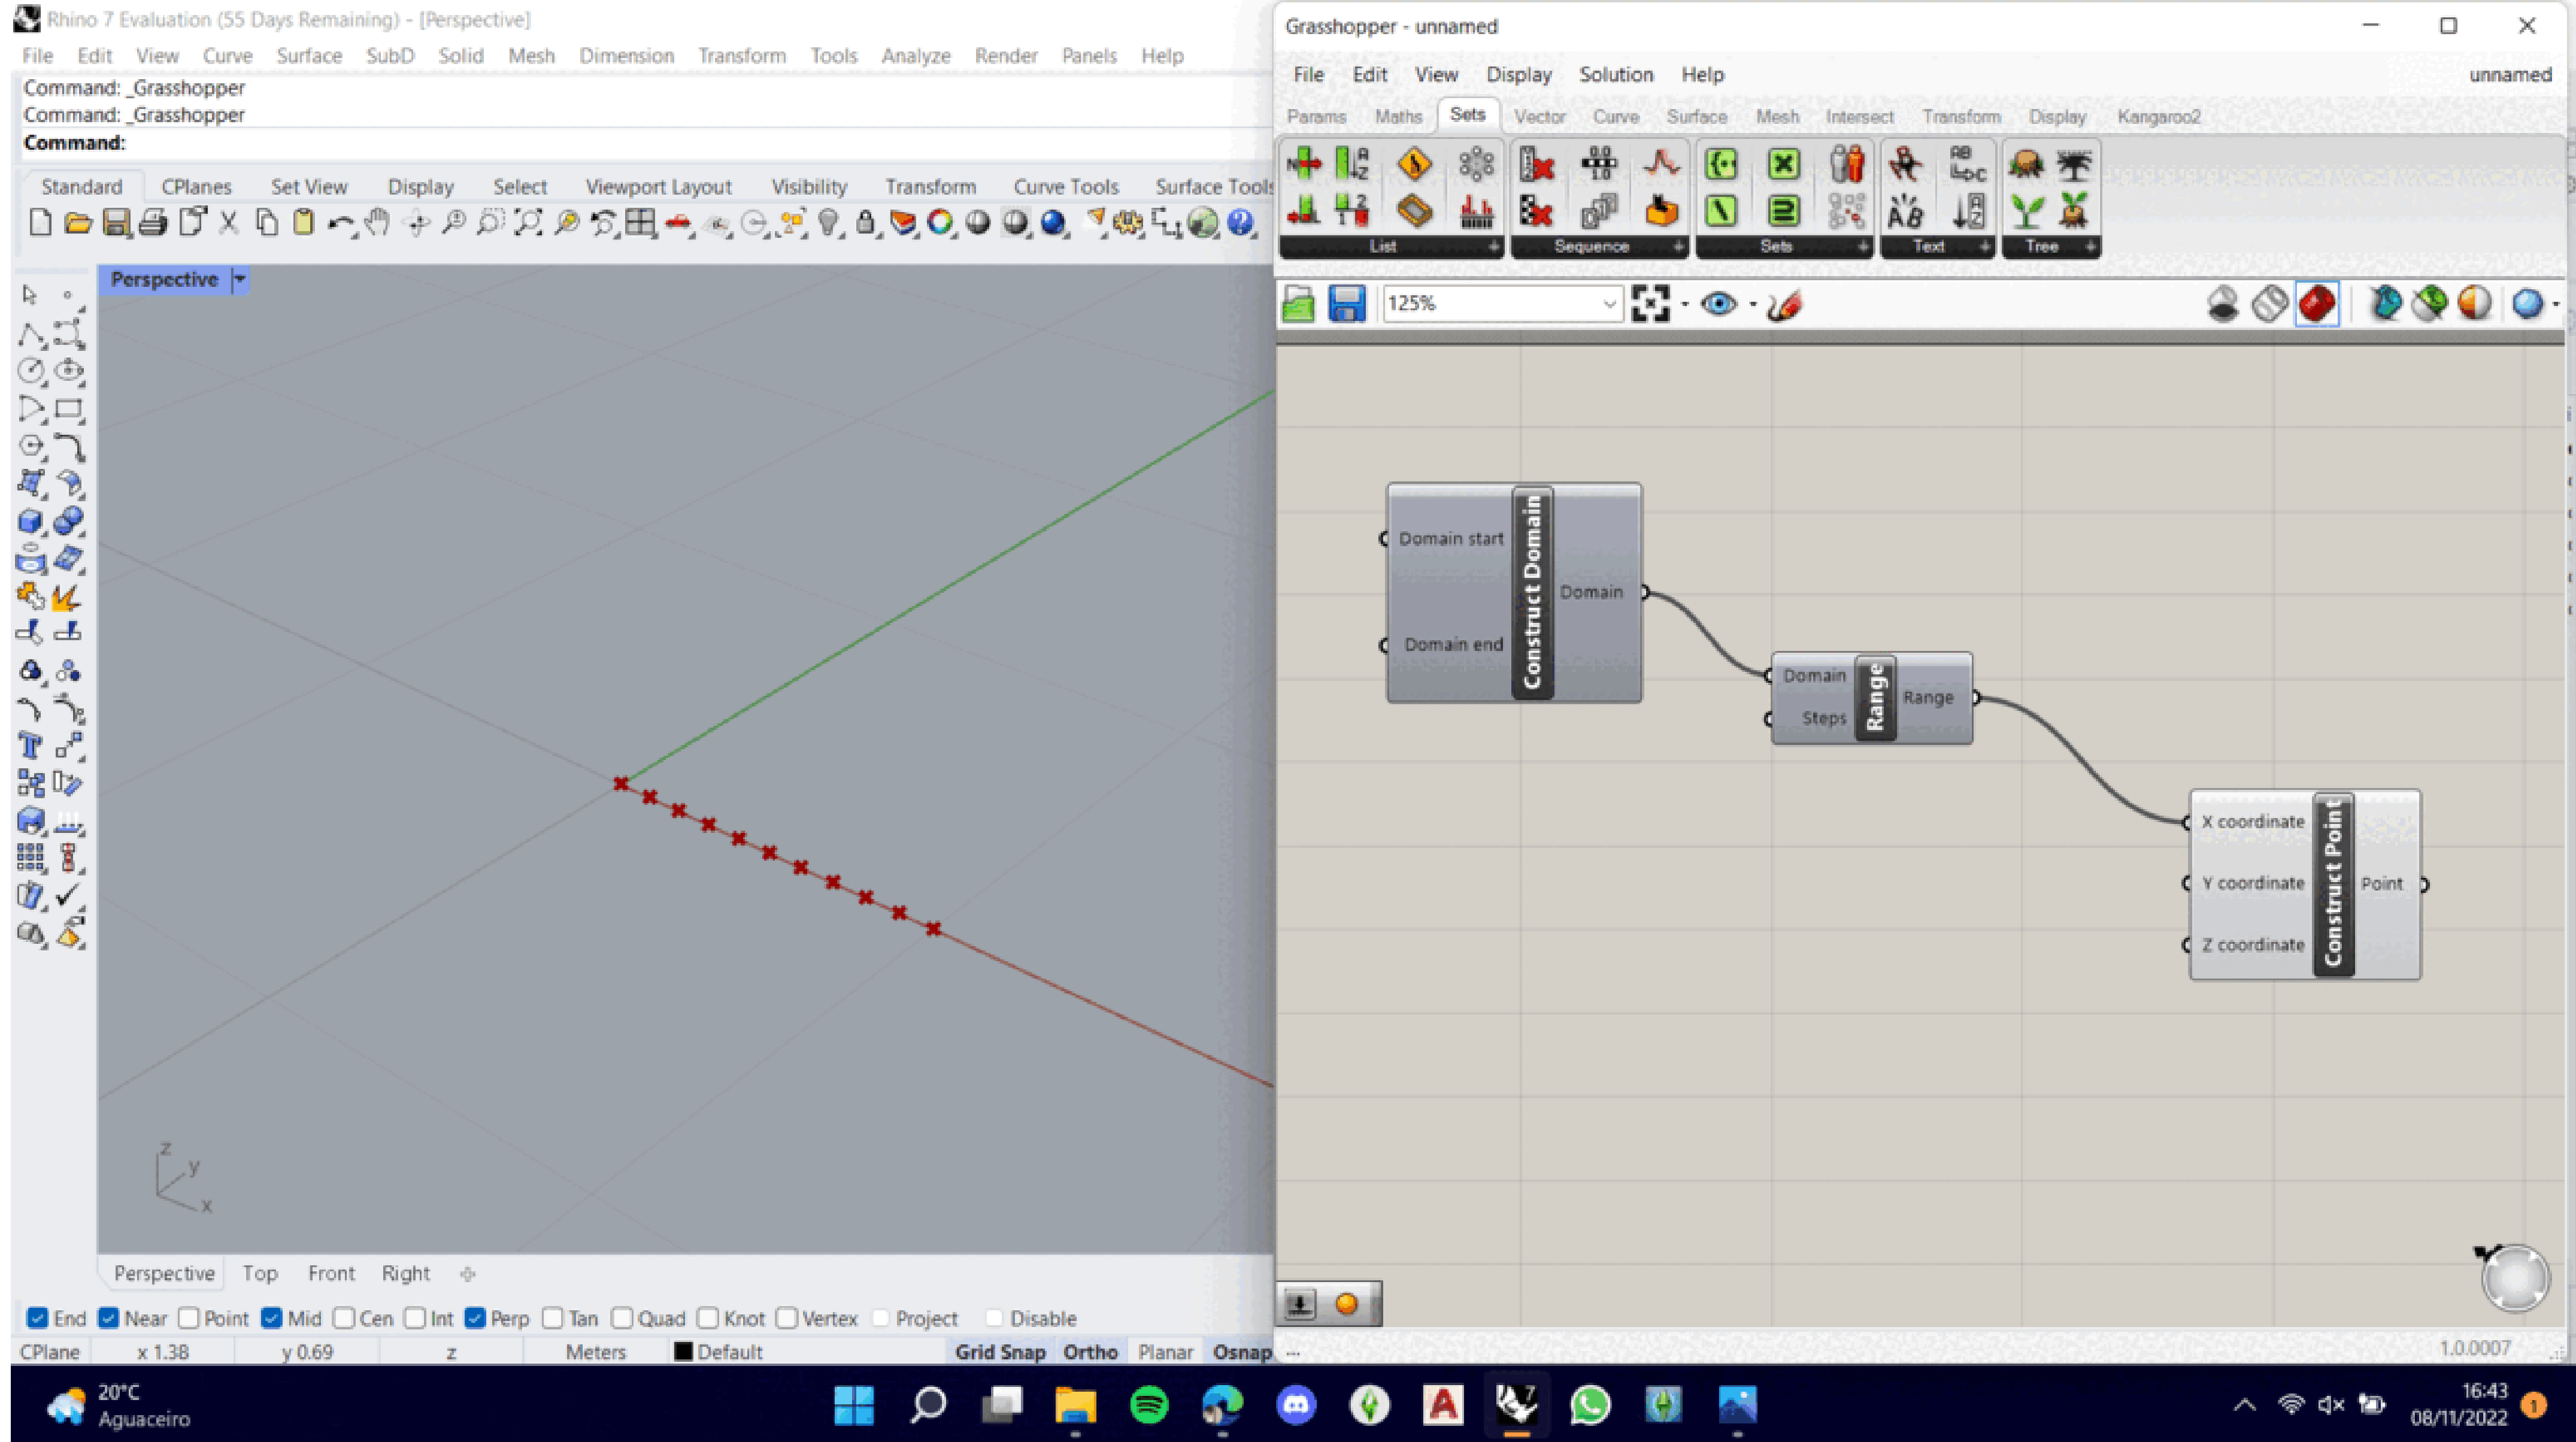 Rhino 7 Evaluation (55 Days Remaining) - [Perspective]
File Edit View Curve Surface SubD Solid Mesh Dimension Transform Tools Analyze Render Panels Help
Command: _Grasshopper
Command: _Grasshopper
Command:
Standard CPlanes Set View Display Select Viewport Layout Visibility Transform Curve Tools Surface Tools
Perspective
z
y
x
Perspective Top Front Right
End Near Point Mid Cen Int Perp Tan Quad Knot Vertex Project Disable
CPlane x 1.38 y 0.69 z Meters Default Grid Snap Ortho Planar Osnap
Grasshopper - unnamed
File Edit View Display Solution Help unnamed
Params Maths Sets Vector Curve Surface Mesh Intersect Transform Display Kangaroo2
List Sequence Sets Text Tree
125%
Domain start
Domain end
Construct Domain
Domain
Domain
Steps
Range
Range
X coordinate
Y coordinate
Z coordinate
Construct Point
Point
...
1.0.0007
20°C
Aguaceiro
16:43
08/11/2022
1